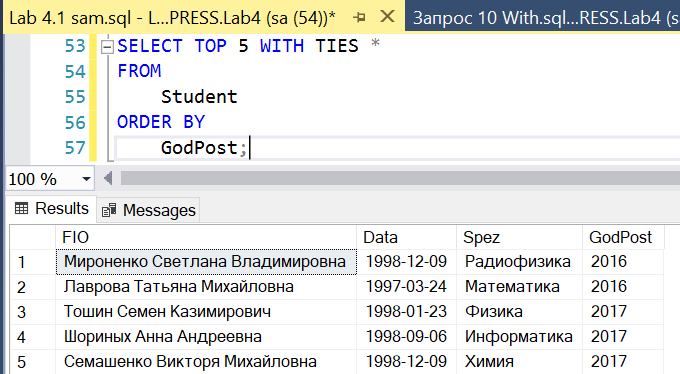 Lab 4.1 sam.sql - L...PRESS.Lab4 (sa (54))* Запрос 10 With.sql...RESS.Lab4 (s
53 SELECT TOP 5 WITH TIES *
54 FROM
55 Student
56 ORDER BY
57 GodPost;
100 %
Results Messages
FIO Data Spez GodPost
1 Мироненко Светлана Владимировна 1998-12-09 Радиофизика 2016
2 Лаврова Татьяна Михайловна 1997-03-24 Математика 2016
3 Тошин Семен Казимирович 1998-01-23 Физика 2017
4 Шориных Анна Андреевна 1998-09-06 Информатика 2017
5 Семашенко Викторя Михайловна 1998-12-09 Химия 2017